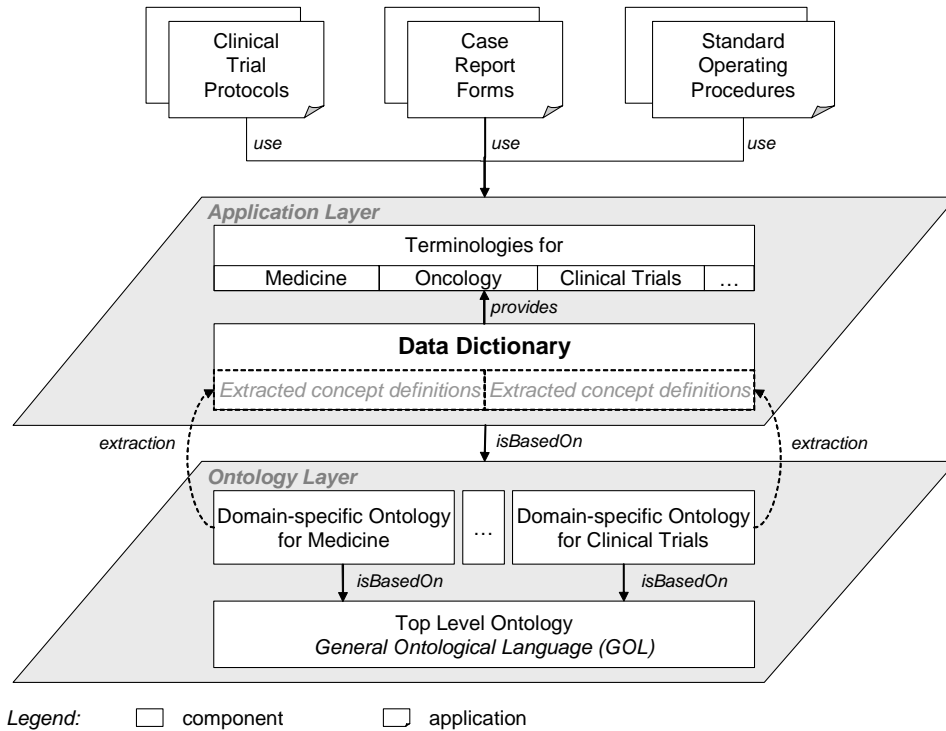 Clinical
Trial
Protocols
Case
Report
Forms
Standard
Operating
Procedures
use
use
use
Application Layer
Terminologies for
Medicine
Oncology
Clinical Trials
…
provides
Data Dictionary
Extracted concept definitions
Extracted concept definitions
extraction
isBasedOn
extraction
Ontology Layer
Domain-specific Ontology
for Medicine
…
Domain-specific Ontology
for Clinical Trials
isBasedOn
isBasedOn
Top Level Ontology
General Ontological Language (GOL)
Legend:
component
application